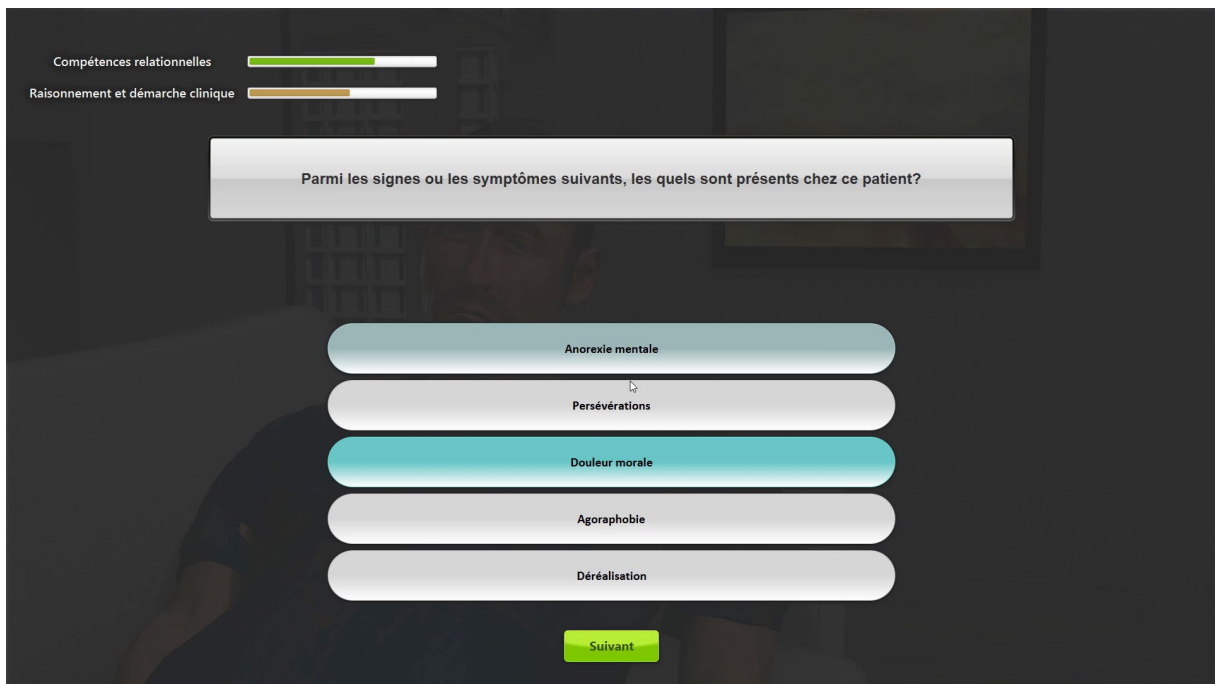 Compétences relationnelles
Raisonnement et démarche clinique
Parmi les signes ou les symptômes suivants, les quels sont présents chez ce patient?
Anorexie mentale
Persévérations
Douleur morale
Agoraphobie
Déréalisation
Suivant